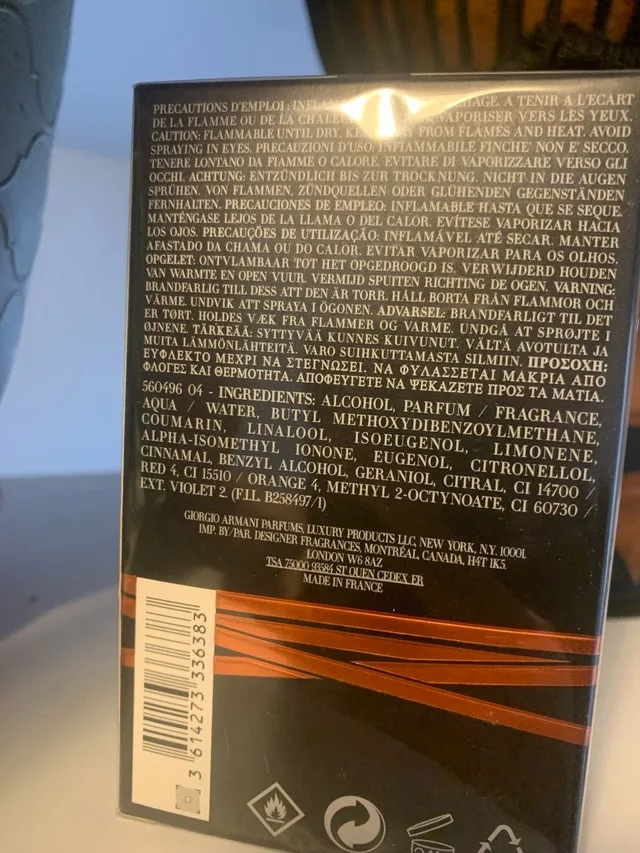 PRECAUTIONS D'EMPLOI : INFLAM HAGE. A TENIR A L'ECART
DE LA FLAMME OU DE LA CHALEU VAPORISER VERS LES YEUX.
CAUTION: FLAMMABLE UNTIL DRY. KE FROM FLAMES AND HEAT. AVOID
SPRAYING IN EYES. PRECAUZIONI D'USO: INFIAMMABILE FINCHE' NON E' SECCO.
TENERE LONTANO DA FIAMME O CALORE. EVITARE DI VAPORIZZARE VERSO GLI
OCCHI. ACHTUNG: ENTZÜNDLICH BIS ZUR TROCKNUNG. NICHT IN DIE AUGEN
SPRÜHEN. VON FLAMMEN, ZÜNDQUELLEN ODER GLÜHENDEN GEGENSTÄNDEN
FERNHALTEN. PRECAUCIONES DE EMPLEO: INFLAMABLE HASTA QUE SE SEQUE.
MANTÉNGASE LEJOS DE LA LLAMA O DEL CALOR. EVÍTESE VAPORIZAR HACIA
LOS OJOS. PRECAUÇÕES DE UTILIZAÇÃO: INFLAMÁVEL ATÉ SECAR. MANTER
AFASTADO DA CHAMA OU DO CALOR. EVITAR VAPORIZAR PARA OS OLHOS.
OPGELET: ONTVLAMBAAR TOT HET OPGEDROOGD IS. VERWIJDERD HOUDEN
VAN WARMTE EN OPEN VUUR. VERMIJD SPUITEN RICHTING DE OGEN. VARNING:
BRANDFARLIG TILL DESS ATT DEN ÄR TORR. HÅLL BORTA FRÅN FLAMMOR OCH
VÄRME. UNDVIK ATT SPRAYA I ÖGONEN. ADVARSEL: BRANDFARLIGT TIL DET
ER TØRT. HOLDES VÆK FRA FLAMMER OG VARME. UNDGÅ AT SPRØJTE I
ØJNENE. TÄRKEÄÄ: SYTTYVÄÄ KUNNES KUIVUNUT. VÄLTÄ AVOTULTA JA
MUITA LÄMMÖNLÄHTEITÄ. VARO SUIHKUTTAMASTA SILMIIN. ΠΡΟΣΟΧΗ:
ΕΥΦΛΕΚΤΟ ΜΕΧΡΙ ΝΑ ΣΤΕΓΝΩΣΕΙ. ΝΑ ΦΥΛΑΣΣΕΤΑΙ ΜΑΚΡΙΑ ΑΠΟ
ΦΛΟΓΕΣ ΚΑΙ ΘΕΡΜΟΤΗΤΑ. ΑΠΟΦΕΥΓΕΤΕ ΝΑ ΨΕΚΑΖΕΤΕ ΠΡΟΣ ΤΑ ΜΑΤΙΑ.
560496 04 - INGREDIENTS: ALCOHOL, PARFUM / FRAGRANCE,
AQUA / WATER, BUTYL METHOXYDIBENZOYLMETHANE,
COUMARIN, LINALOOL, ISOEUGENOL, LIMONENE,
ALPHA-ISOMETHYL IONONE, EUGENOL, CITRONELLOL,
CINNAMAL, BENZYL ALCOHOL, GERANIOL, CITRAL, CI 14700 /
RED 4, CI 15510 / ORANGE 4, METHYL 2-OCTYNOATE, CI 60730 /
EXT. VIOLET 2. (F.I.L. B258497/1)
GIORGIO ARMANI PARFUMS, LUXURY PRODUCTS LLC, NEW YORK, N.Y. 10001.
IMP. BY/PAR. DESIGNER FRAGRANCES, MONTRÉAL, CANADA, H4T 1K5.
LONDON W6 8AZ
TSA 75000 93584 ST OUEN CEDEX FR
MADE IN FRANCE
3 614273 336383